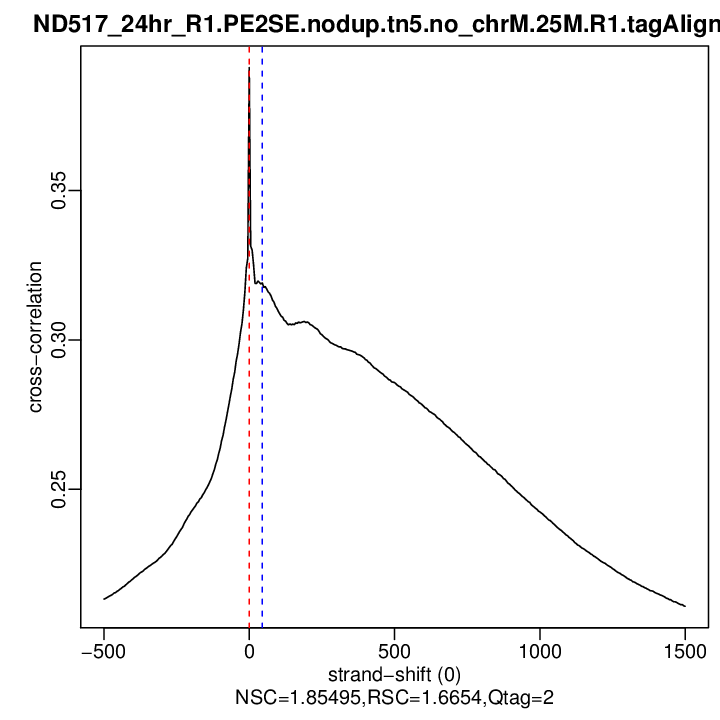 ND517_24hr_R1.PE2SE.nodup.tn5.no_chrM.25M.R1.tagAlign
cross−correlation
0.35
0.30
0.25
−500 0 500 1000 1500
strand−shift (0)
NSC=1.85495,RSC=1.6654,Qtag=2